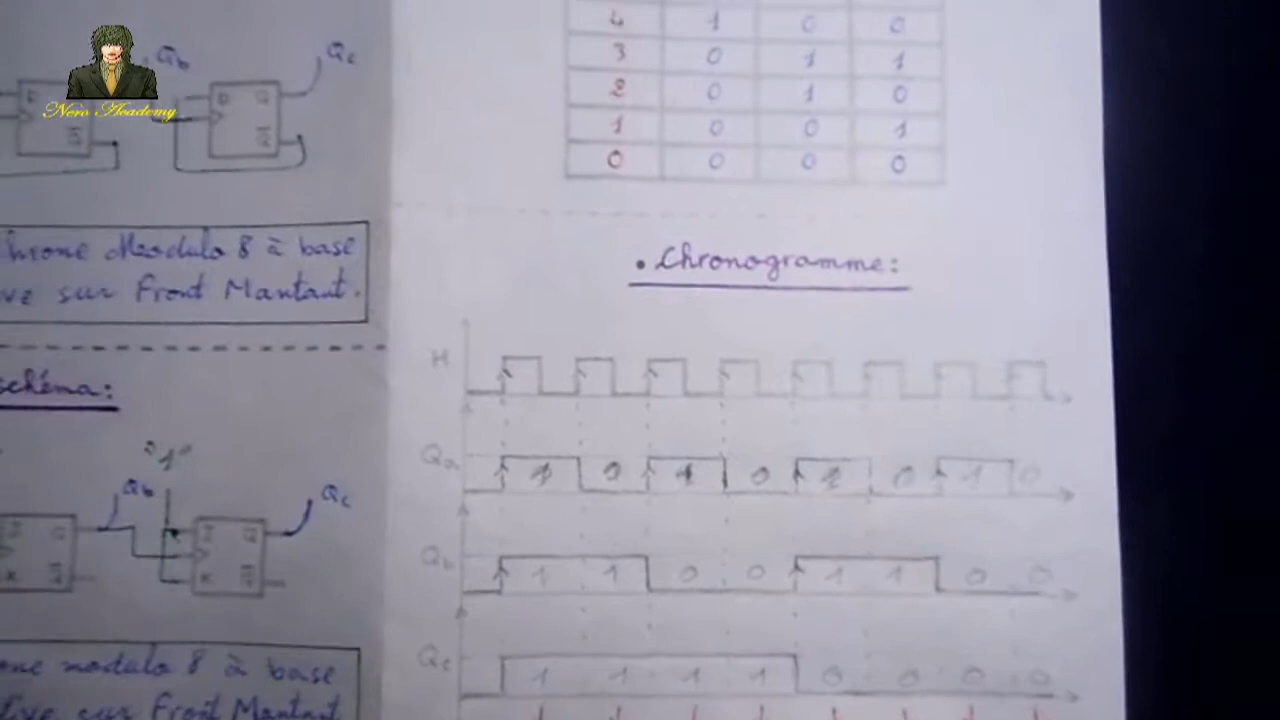 Nero Academy
Qb
Qc
D Q
Q
D Q
Q
hrone Modulo 8 à base
ve sur Front Montant.
schéma:
"1"
Qb
Qc
J Q
K Q
J Q
K Q
one modulo 8 à base
ive sur Front Montant
4 1 0 0
3 0 1 1
2 0 1 0
1 0 0 1
0 0 0 0
• Chronogramme:
H
Qa 1 0 1 0 1 0 1 0
Qb 1 1 0 0 1 1 0 0
Qc 1 1 1 1 0 0 0 0